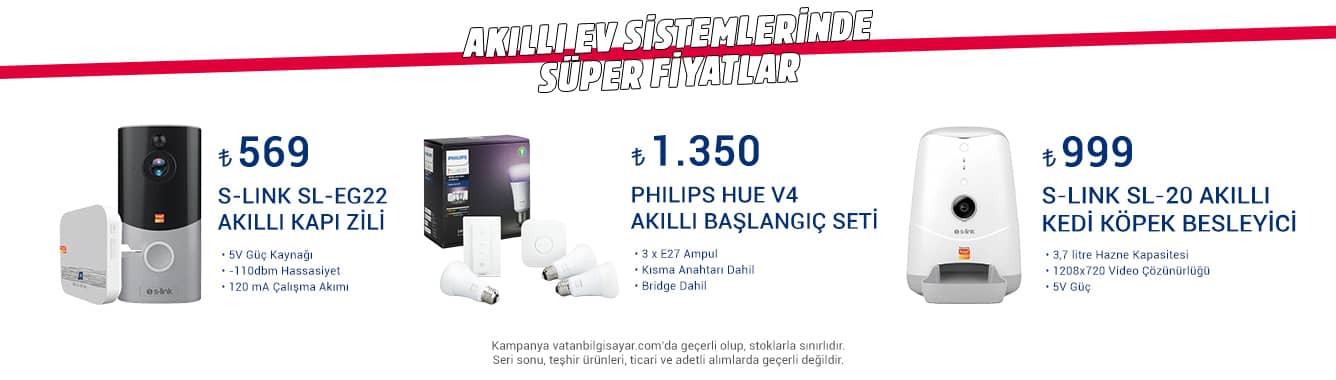 AKILLI EV SİSTEMLERİNDE
SÜPER FİYATLAR
₺ 569
S-LINK SL-EG22
AKILLI KAPI ZİLİ
• 5V Güç Kaynağı
• -110dbm Hassasiyet
• 120 mA Çalışma Akımı
s-link
PHILIPS
₺ 1.350
PHILIPS HUE V4
AKILLI BAŞLANGIÇ SETİ
• 3 x E27 Ampul
• Kısma Anahtarı Dahil
• Bridge Dahil
s-link
₺ 999
S-LINK SL-20 AKILLI
KEDİ KÖPEK BESLEYİCİ
• 3,7 litre Hazne Kapasitesi
• 1208x720 Video Çözünürlüğü
• 5V Güç
Kampanya vatanbilgisayar.com'da geçerli olup, stoklarla sınırlıdır.
Seri sonu, teşhir ürünleri, ticari ve adetli alımlarda geçerli değildir.